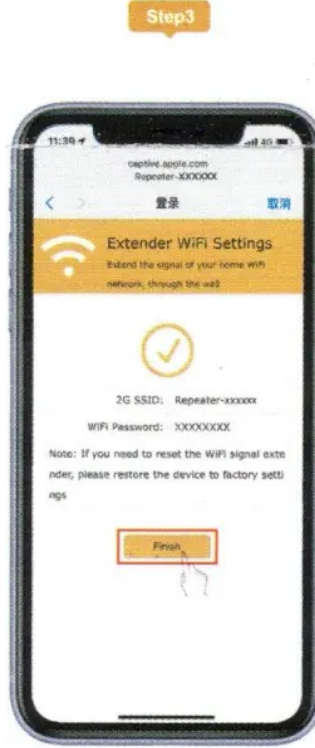 Step3
11:39 4G
captive.apple.com
Repeater-XXXXXX
< > 登录 取消
Extender WiFi Settings
Extend the signal of your home WiFi
network, through the wall
2G SSID: Repeater-xxxxxx
WiFi Password: XXXXXXXX
Note: If you need to reset the WiFi signal exte
nder, please restore the device to factory setti
ngs
Finish